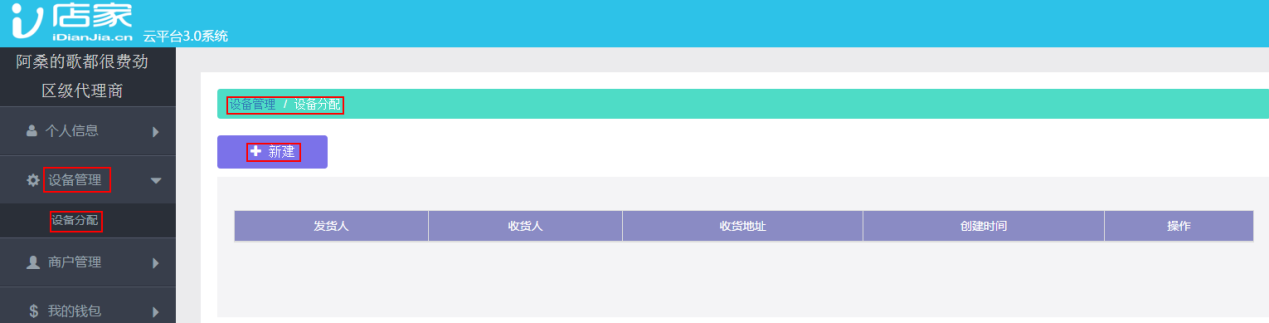 店家
iDianJia.cn 云平台3.0系统
阿桑的歌都很费劲
区级代理商
个人信息
设备管理
设备分配
商户管理
$ 我的钱包
设备管理 / 设备分配
+ 新建
发货人 收货人 收货地址 创建时间 操作